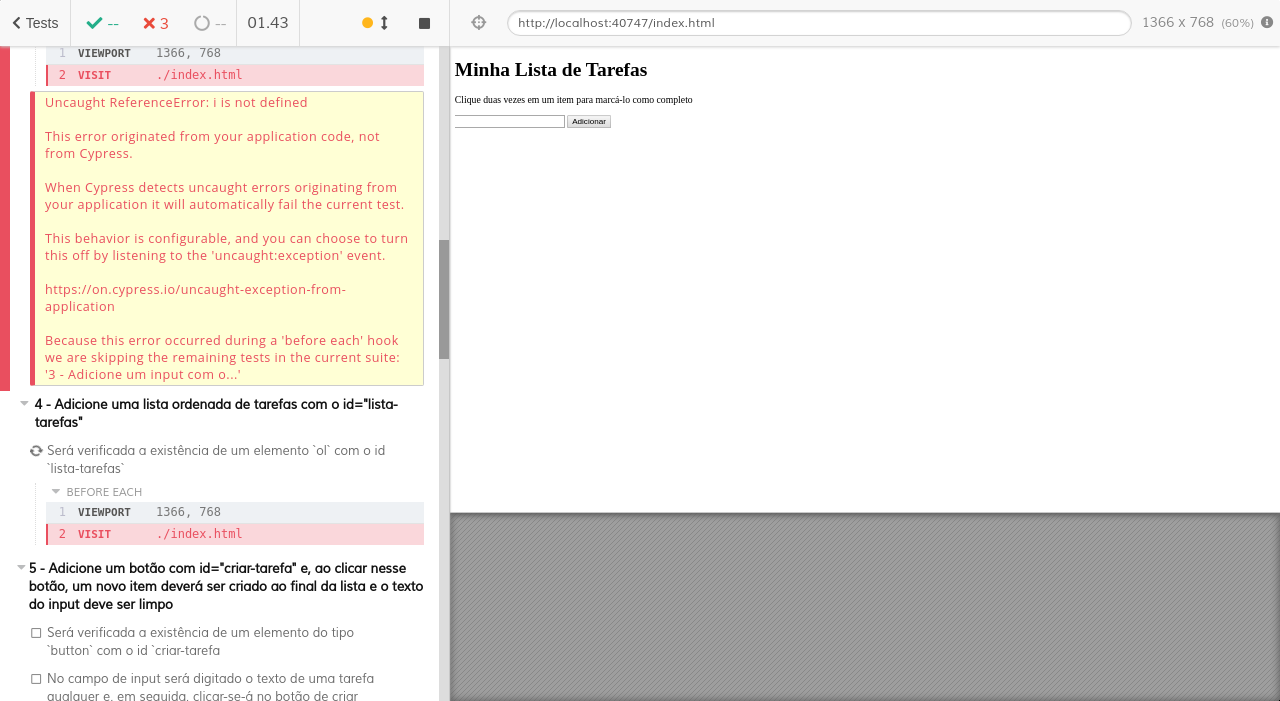 Tests -- 3 -- 01.43 http://localhost:40747/index.html 1366 x 768 (60%)
1 VIEWPORT 1366, 768
2 VISIT ./index.html
Uncaught ReferenceError: i is not defined
This error originated from your application code, not
from Cypress.
When Cypress detects uncaught errors originating from
your application it will automatically fail the current test.
This behavior is configurable, and you can choose to turn
this off by listening to the 'uncaught:exception' event.
https://on.cypress.io/uncaught-exception-from-
application
Because this error occurred during a 'before each' hook
we are skipping the remaining tests in the current suite:
'3 - Adicione um input com o...'
4 - Adicione uma lista ordenada de tarefas com o id="lista-
tarefas"
Será verificada a existência de um elemento `ol` com o id
`lista-tarefas`
BEFORE EACH
1 VIEWPORT 1366, 768
2 VISIT ./index.html
5 - Adicione um botão com id="criar-tarefa" e, ao clicar nesse
botão, um novo item deverá ser criado ao final da lista e o texto
do input deve ser limpo
Será verificada a existência de um elemento do tipo
`button` com o id `criar-tarefa
No campo de input será digitado o texto de uma tarefa
qualquer e, em seguida, clicar-se-á no botão de criar
Minha Lista de Tarefas
Clique duas vezes em um item para marcá-lo como completo
Adicionar